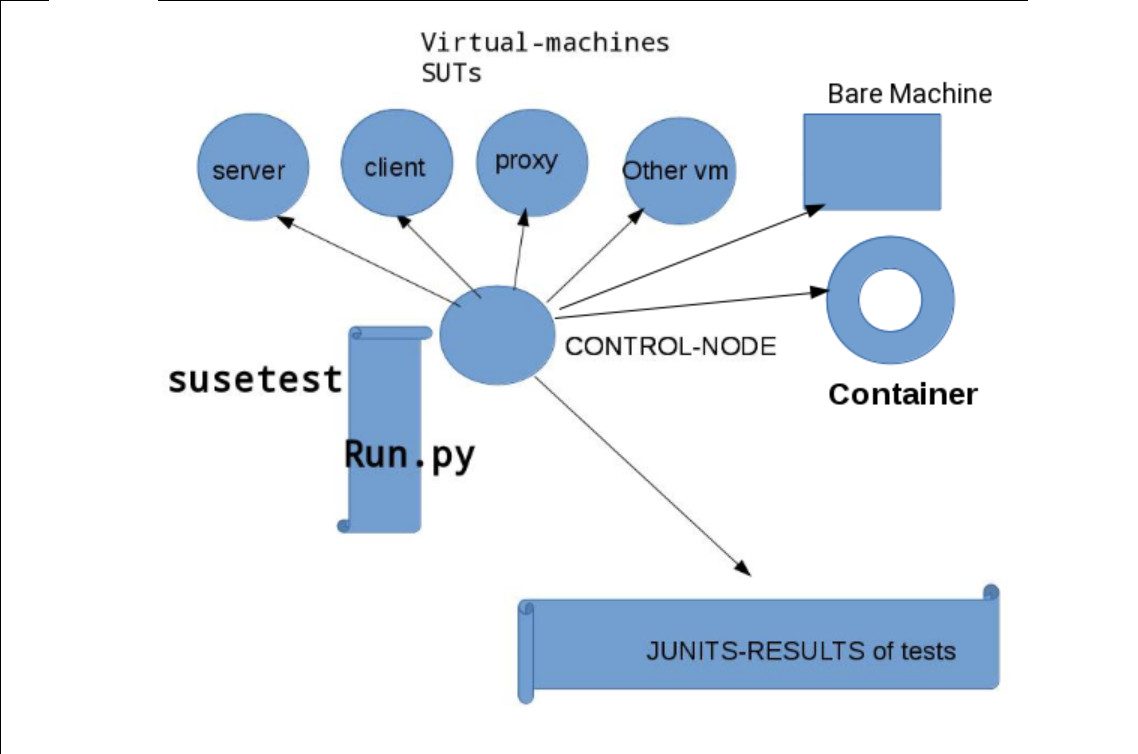 Virtual-machines
SUTs
Bare Machine
server
client
proxy
Other vm
CONTROL-NODE
susetest
Container
Run.py
JUNITS-RESULTS of tests